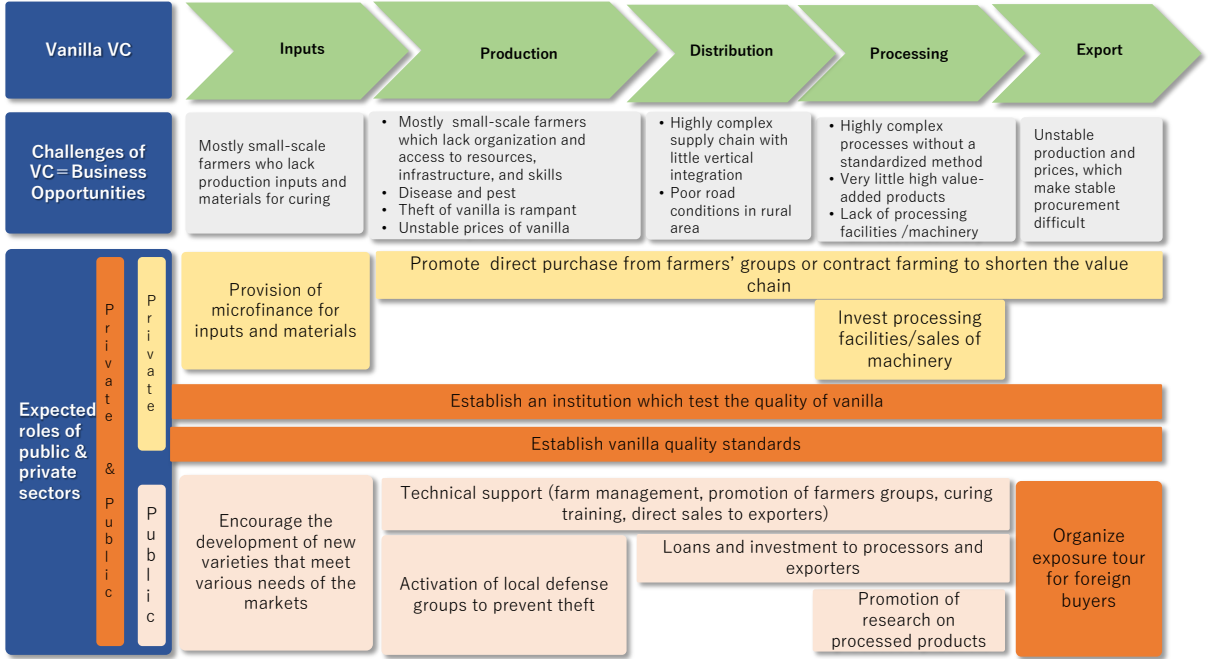 Vanilla VC
Inputs
Production
Distribution
Processing
Export
Challenges of
VC＝Business
Opportunities
Mostly small-scale
farmers who lack
production inputs and
materials for curing
• Mostly small-scale farmers
which lack organization and
access to resources,
infrastructure, and skills
• Disease and pest
• Theft of vanilla is rampant
• Unstable prices of vanilla
• Highly complex
supply chain with
little vertical
integration
• Poor road
conditions in rural
area
• Highly complex
processes without a
standardized method
• Very little high value-
added products
• Lack of processing
facilities /machinery
Unstable
production and
prices, which
make stable
procurement
difficult
Expected
roles of
public &
private
sectors
Private & Public
Private
Public
Provision of
microfinance for
inputs and materials
Promote direct purchase from farmers’ groups or contract farming to shorten the value
chain
Invest processing
facilities/sales of
machinery
Establish an institution which test the quality of vanilla
Establish vanilla quality standards
Encourage the
development of new
varieties that meet
various needs of the
markets
Technical support (farm management, promotion of farmers groups, curing
training, direct sales to exporters)
Activation of local defense
groups to prevent theft
Loans and investment to processors and
exporters
Promotion of
research on
processed products
Organize
exposure tour
for foreign
buyers